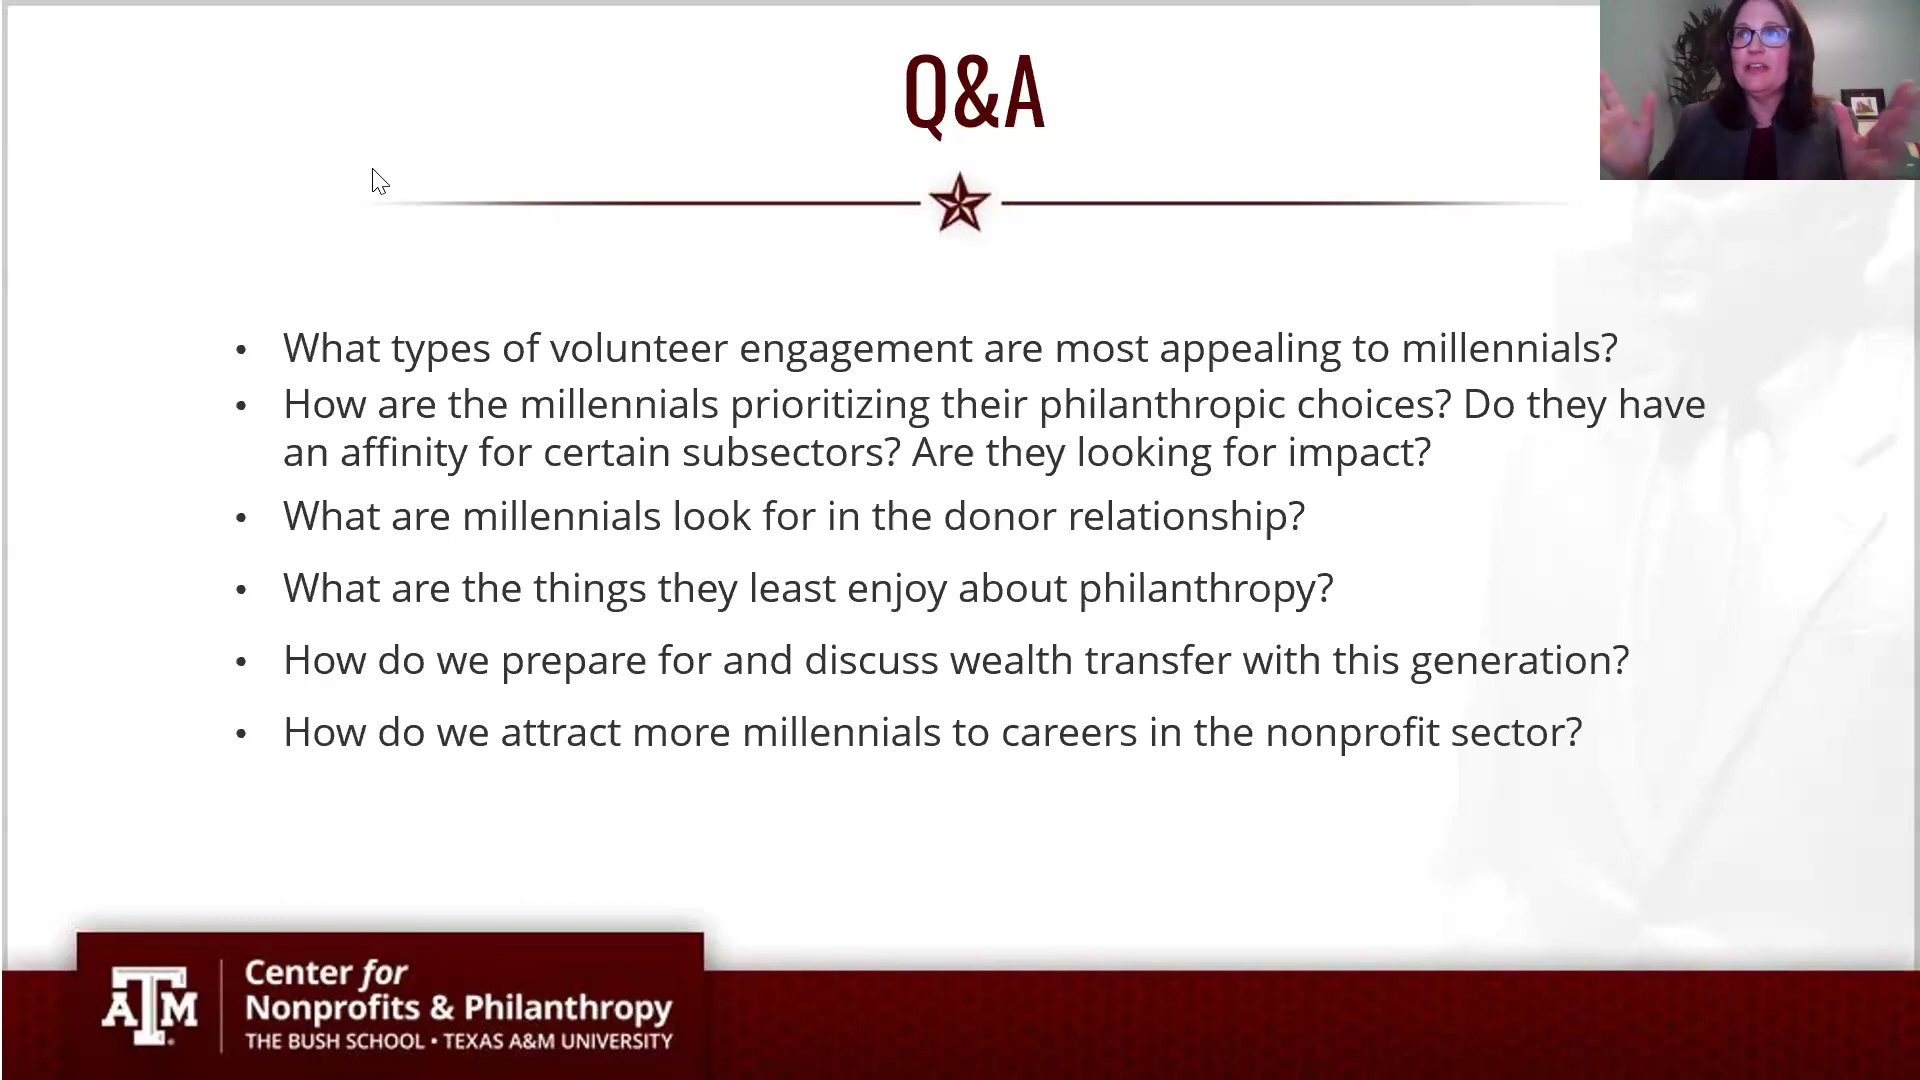 Q&A
• What types of volunteer engagement are most appealing to millennials?
• How are the millennials prioritizing their philanthropic choices? Do they have
an affinity for certain subsectors? Are they looking for impact?
• What are millennials look for in the donor relationship?
• What are the things they least enjoy about philanthropy?
• How do we prepare for and discuss wealth transfer with this generation?
• How do we attract more millennials to careers in the nonprofit sector?
ATM
Center for
Nonprofits & Philanthropy
THE BUSH SCHOOL • TEXAS A&M UNIVERSITY